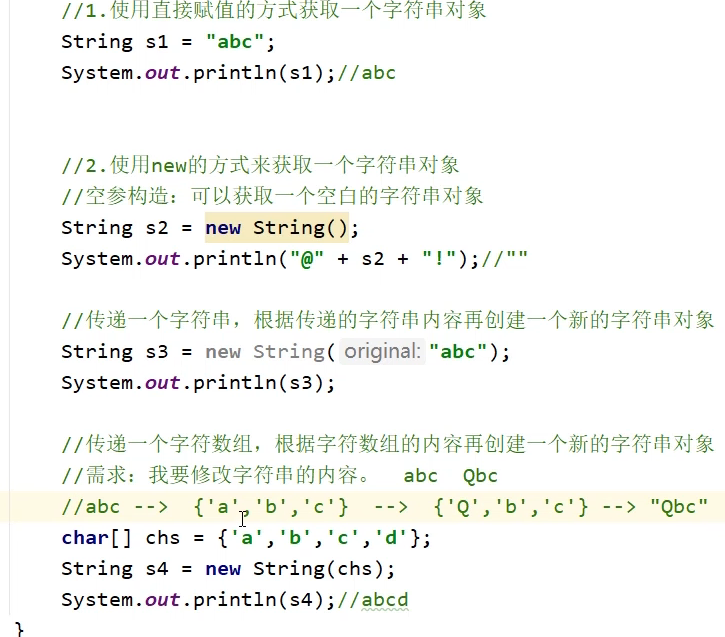 //1.使用直接赋值的方式获取一个字符串对象
String s1 = "abc";
System.out.println(s1);//abc
//2.使用new的方式来获取一个字符串对象
//空参构造：可以获取一个空白的字符串对象
String s2 = new String();
System.out.println("@" + s2 + "!");//""
//传递一个字符串，根据传递的字符串内容再创建一个新的字符串对象
String s3 = new String( original: "abc");
System.out.println(s3);
//传递一个字符数组，根据字符数组的内容再创建一个新的字符串对象
//需求：我要修改字符串的内容。 abc Qbc
//abc --> {'a','b','c'} --> {'Q','b','c'} --> "Qbc"
char[] chs = {'a','b','c','d'};
String s4 = new String(chs);
System.out.println(s4);//abcd
}